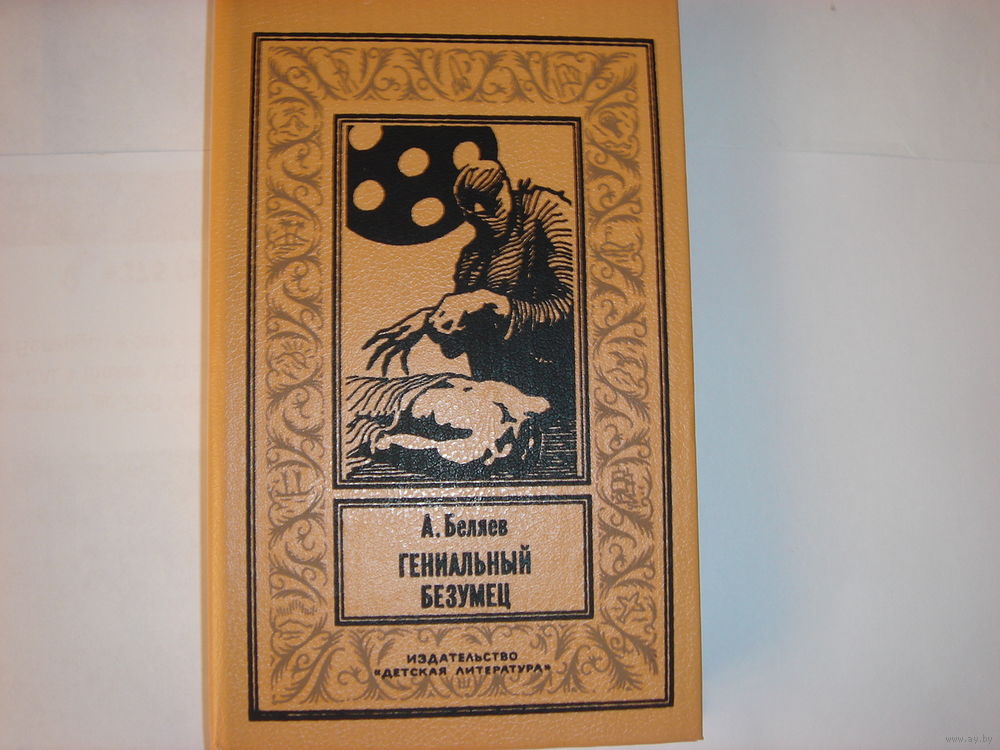 А. Беляев
ГЕНИАЛЬНЫЙ
БЕЗУМЕЦ
ИЗДАТЕЛЬСТВО
«ДЕТСКАЯ ЛИТЕРАТУРА»
www.ay.by